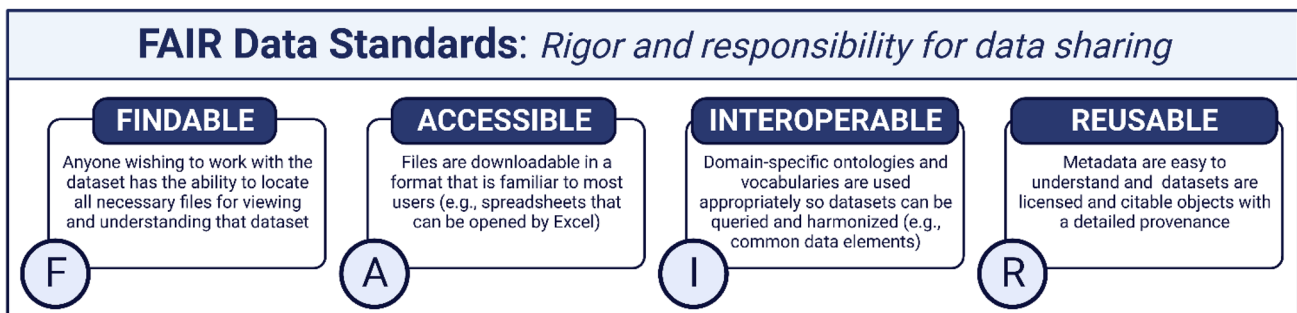 FAIR Data Standards: Rigor and responsibility for data sharing
FINDABLE
Anyone wishing to work with the
dataset has the ability to locate
all necessary files for viewing
and understanding that dataset
F
ACCESSIBLE
Files are downloadable in a
format that is familiar to most
users (e.g., spreadsheets that
can be opened by Excel)
A
INTEROPERABLE
Domain-specific ontologies and
vocabularies are used
appropriately so datasets can be
queried and harmonized (e.g.,
common data elements)
I
REUSABLE
Metadata are easy to
understand and datasets are
licensed and citable objects with
a detailed provenance
R